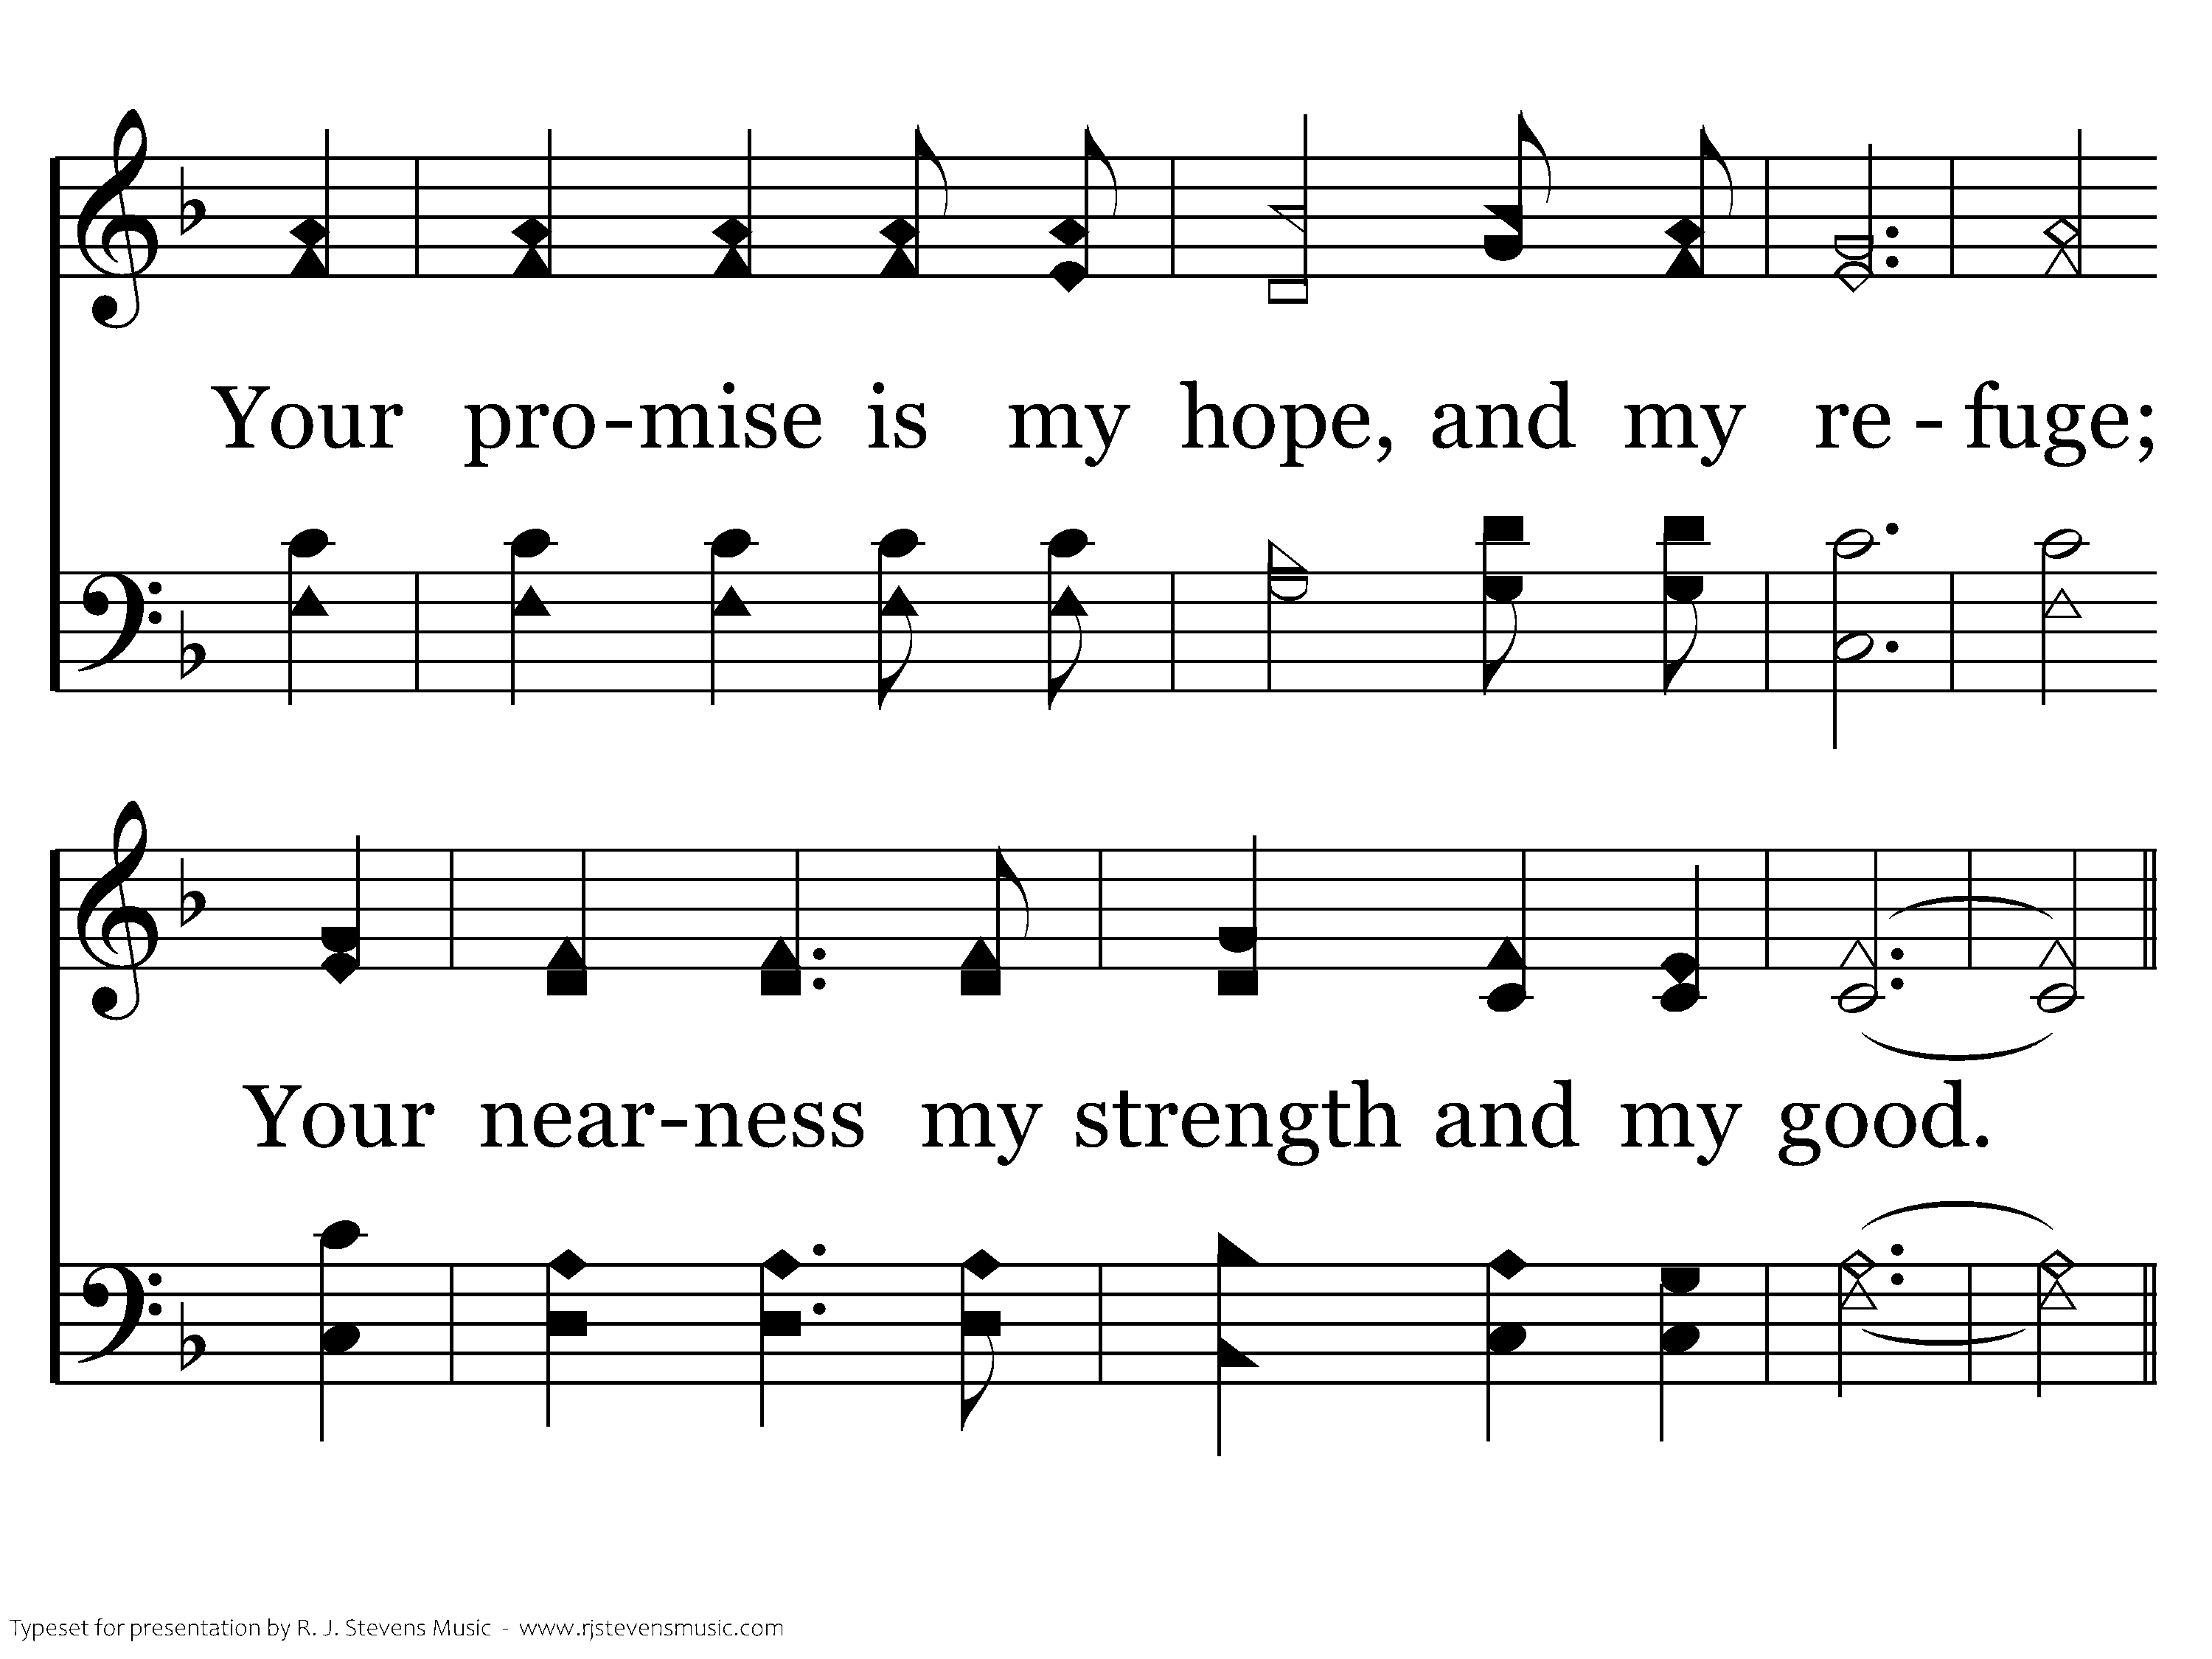 Your pro-mise is my hope, and my re - fuge;
Your near-ness my strength and my good.
Typeset for presentation by R. J. Stevens Music - www.rjstevensmusic.com